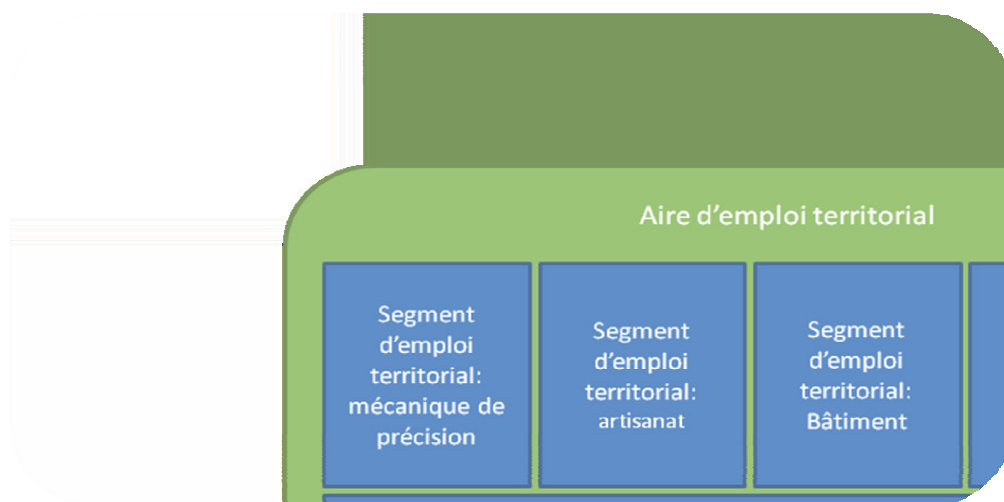 Aire d'emploi territorial
Segment
d'emploi
territorial:
mécanique de
précision
Segment
d'emploi
territorial:
artisanat
Segment
d'emploi
territorial:
Bâtiment